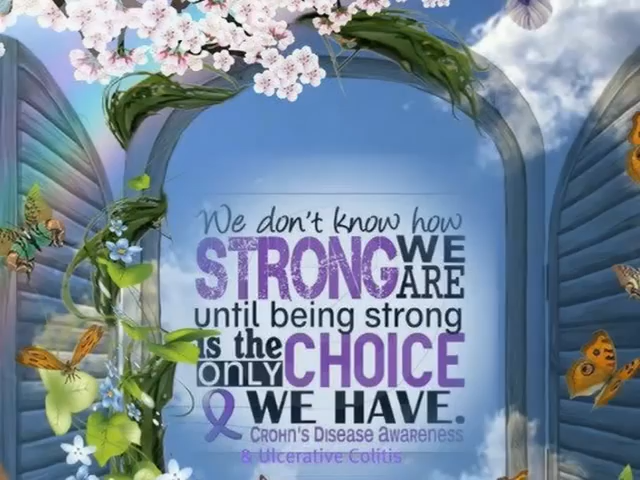 We don't know how
STRONG WE ARE
until being strong
is the ONLY CHOICE
WE HAVE.
CROHN'S DISEASE AWARENESS
& Ulcerative Colitis